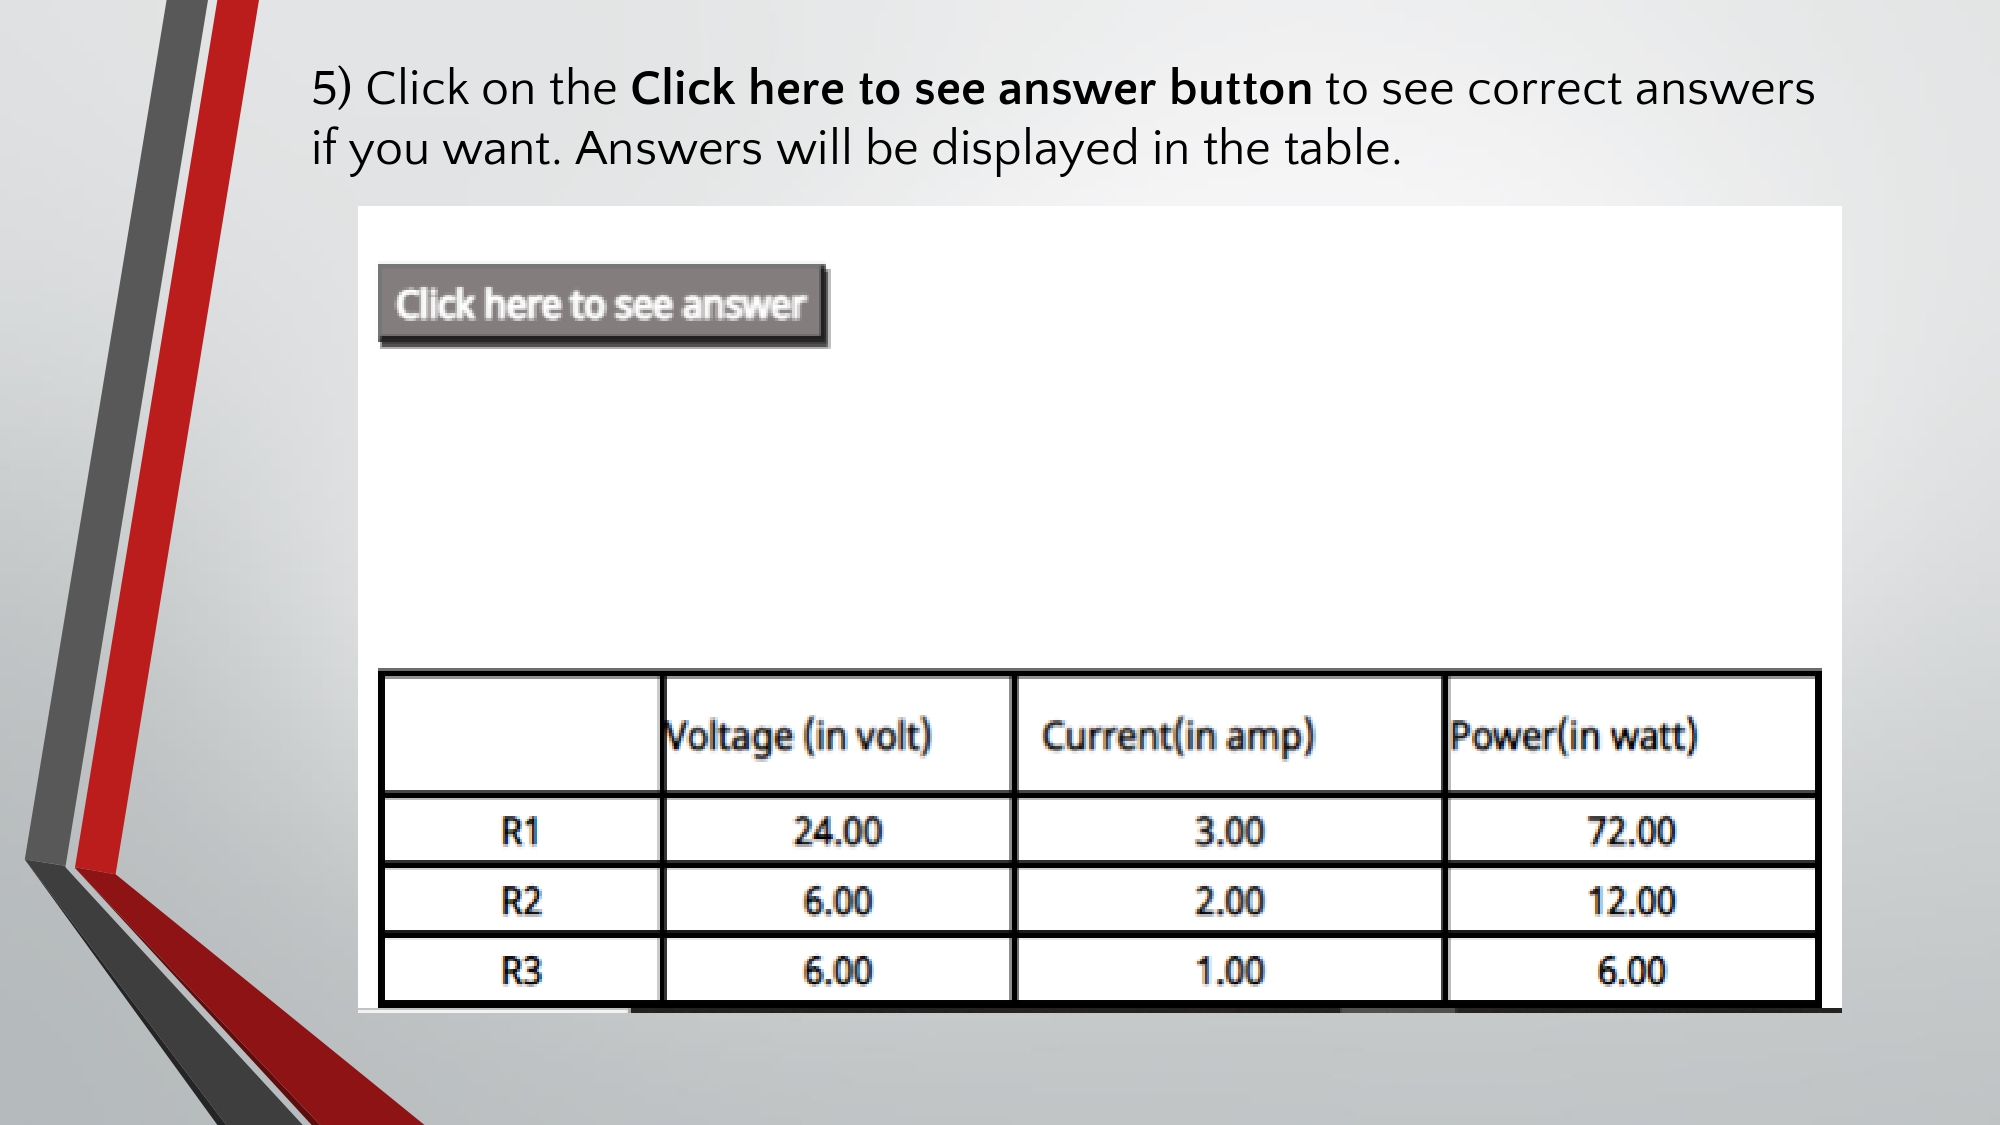 5) Click on the Click here to see answer button to see correct answers
if you want. Answers will be displayed in the table.
Click here to see answer
Voltage (in volt) Current(in amp) Power(in watt)
R1 24.00 3.00 72.00
R2 6.00 2.00 12.00
R3 6.00 1.00 6.00